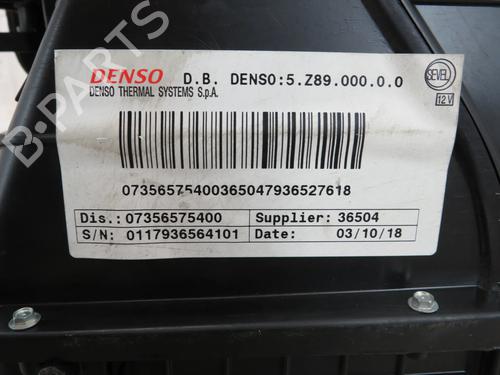 DENSO D.B. DENSO:5.Z89.000.0.0
DENSO THERMAL SYSTEMS S.p.A.
SEVEL
12 V
07356575400365047936527618
Dis.: 07356575400 Supplier: 36504
S/N: 0117936564101 Date: 03/10/18
B-PARTS